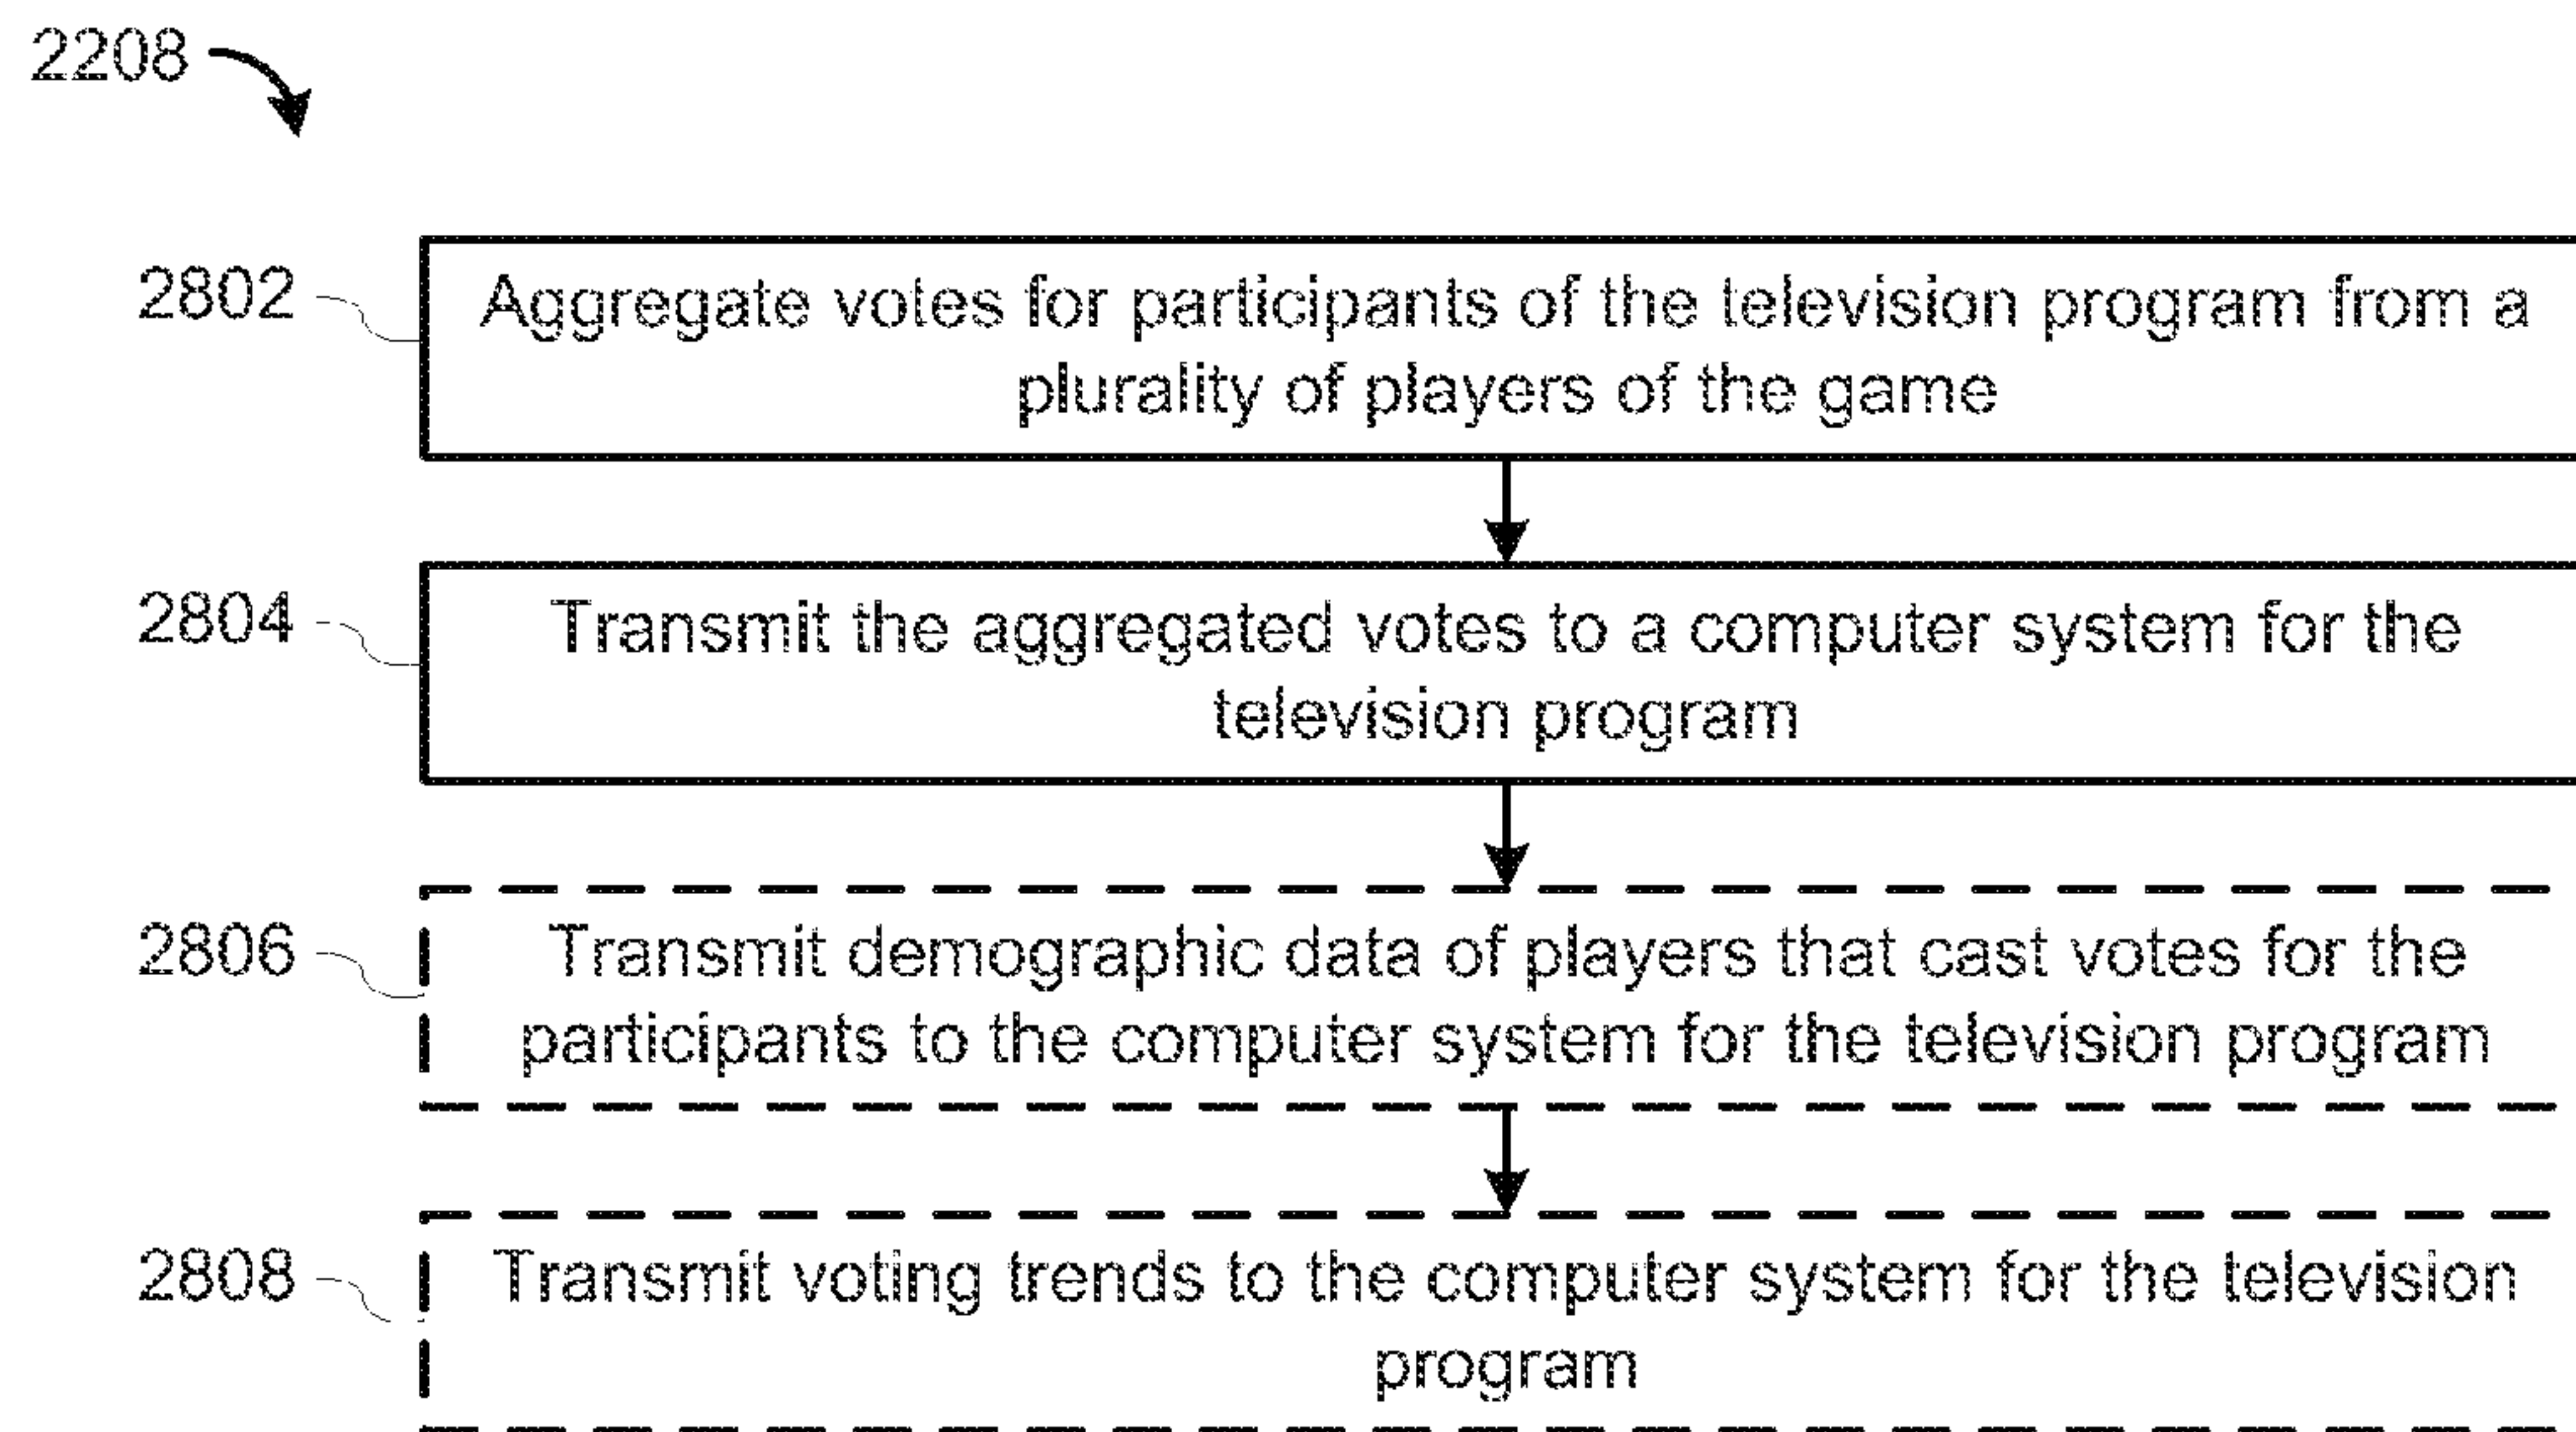 2208
2802
Aggregate votes for participants of the television program from a
plurality of players of the game
2804
Transmit the aggregated votes to a computer system for the
television program
2806
Transmit demographic data of players that cast votes for the
participants to the computer system for the television program
2808
Transmit voting trends to the computer system for the television
program